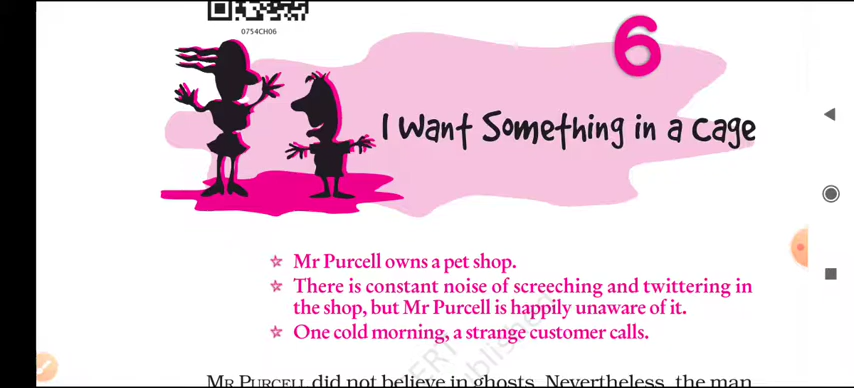 0754CH06
6
I Want Something in a Cage
☆ Mr Purcell owns a pet shop.
☆ There is constant noise of screeching and twittering in
the shop, but Mr Purcell is happily unaware of it.
☆ One cold morning, a strange customer calls.
MR PURCELL did not believe in ghosts. Nevertheless, the man